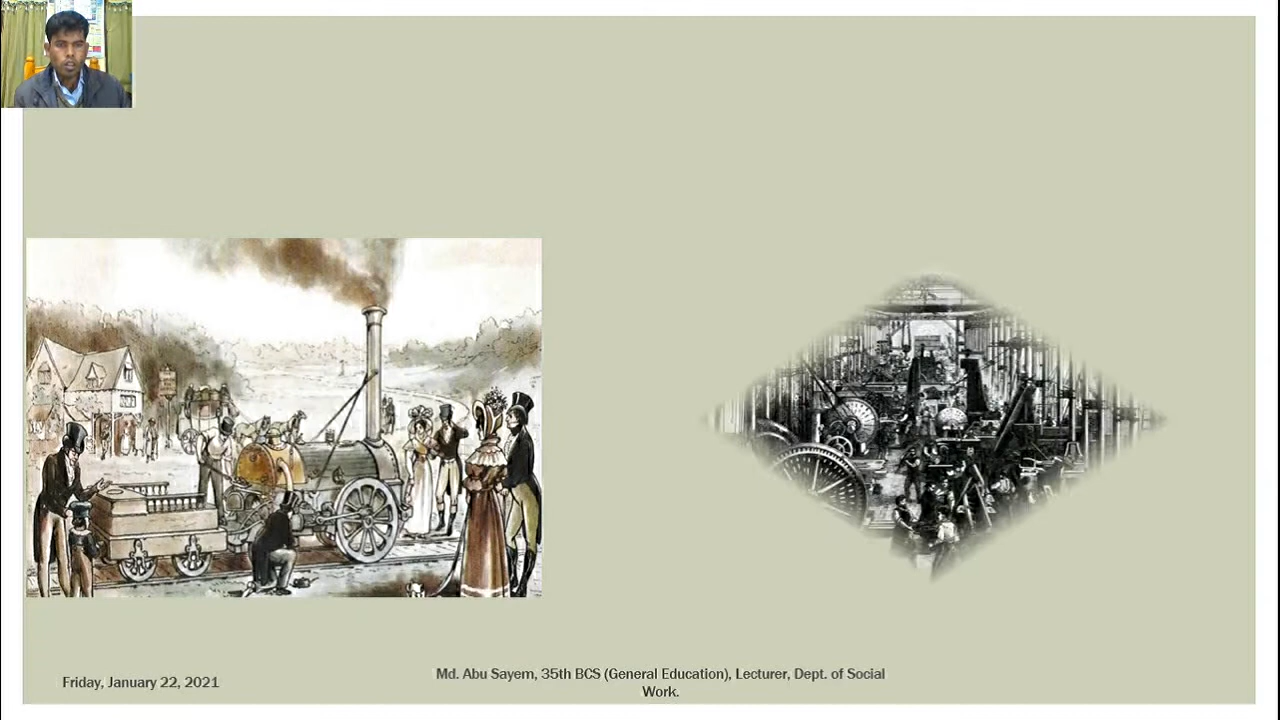 Friday, January 22, 2021
Md. Abu Sayem, 35th BCS (General Education), Lecturer, Dept. of Social
Work.